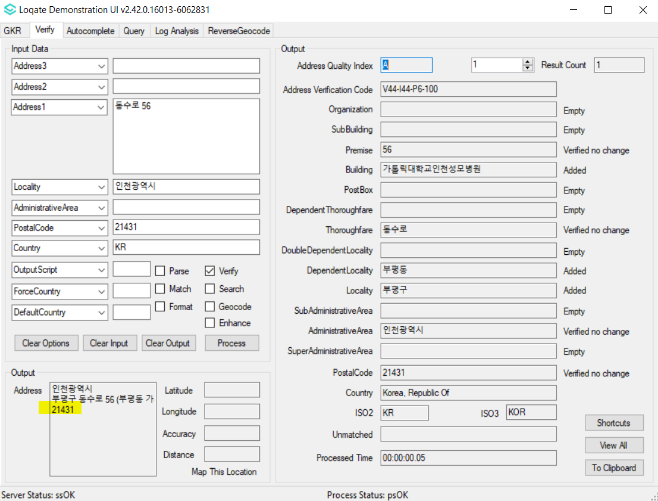 Loqate Demonstration UI v2.42.0.16013-6062831
GKR Verify Autocomplete Query Log Analysis ReverseGeocode
Input Data
Address3
Address2
Address1 동수로 56
Locality 인천광역시
AdministrativeArea
PostalCode 21431
Country KR
OutputScript Parse Verify
ForceCountry Match Search
DefaultCountry Format Geocode
Enhance
Clear Options Clear Input Clear Output Process
Output
Address 인천광역시
부평구 동수로 56 (부평동 가
21431
Latitude
Longitude
Accuracy
Distance
Map This Location
Output
Address Quality Index A 1 Result Count 1
Address Verification Code V44-I44-P6-100
Organization Empty
SubBuilding Empty
Premise 56 Verified no change
Building 가톨릭대학교인천성모병원 Added
PostBox Empty
DependentThoroughfare Empty
Thoroughfare 동수로 Verified no change
DoubleDependentLocality Empty
DependentLocality 부평동 Added
Locality 부평구 Added
SubAdministrativeArea Empty
AdministrativeArea 인천광역시 Verified no change
SuperAdministrativeArea Empty
PostalCode 21431 Verified no change
Country Korea, Republic Of
ISO2 KR ISO3 KOR
Unmatched
Processed Time 00:00:00.05
Shortcuts
View All
To Clipboard
Server Status: ssOK Process Status: psOK